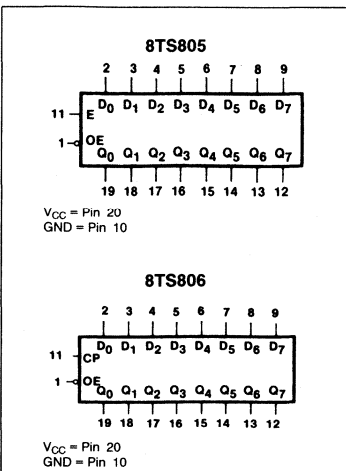 8TS805
2 3 4 5 6 7 8 9
D0 D1 D2 D3 D4 D5 D6 D7
11 E
1 OE
Q0 Q1 Q2 Q3 Q4 Q5 Q6 Q7
19 18 17 16 15 14 13 12
VCC = Pin 20
GND = Pin 10
8TS806
2 3 4 5 6 7 8 9
D0 D1 D2 D3 D4 D5 D6 D7
11 CP
1 OE
Q0 Q1 Q2 Q3 Q4 Q5 Q6 Q7
19 18 17 16 15 14 13 12
VCC = Pin 20
GND = Pin 10